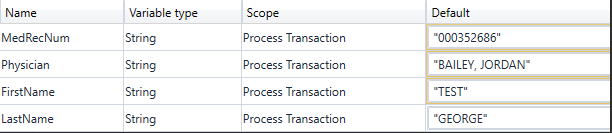 Name Variable type Scope Default
MedRecNum String Process Transaction "000352686"
Physician String Process Transaction "BAILEY, JORDAN"
FirstName String Process Transaction "TEST"
LastName String Process Transaction "GEORGE"